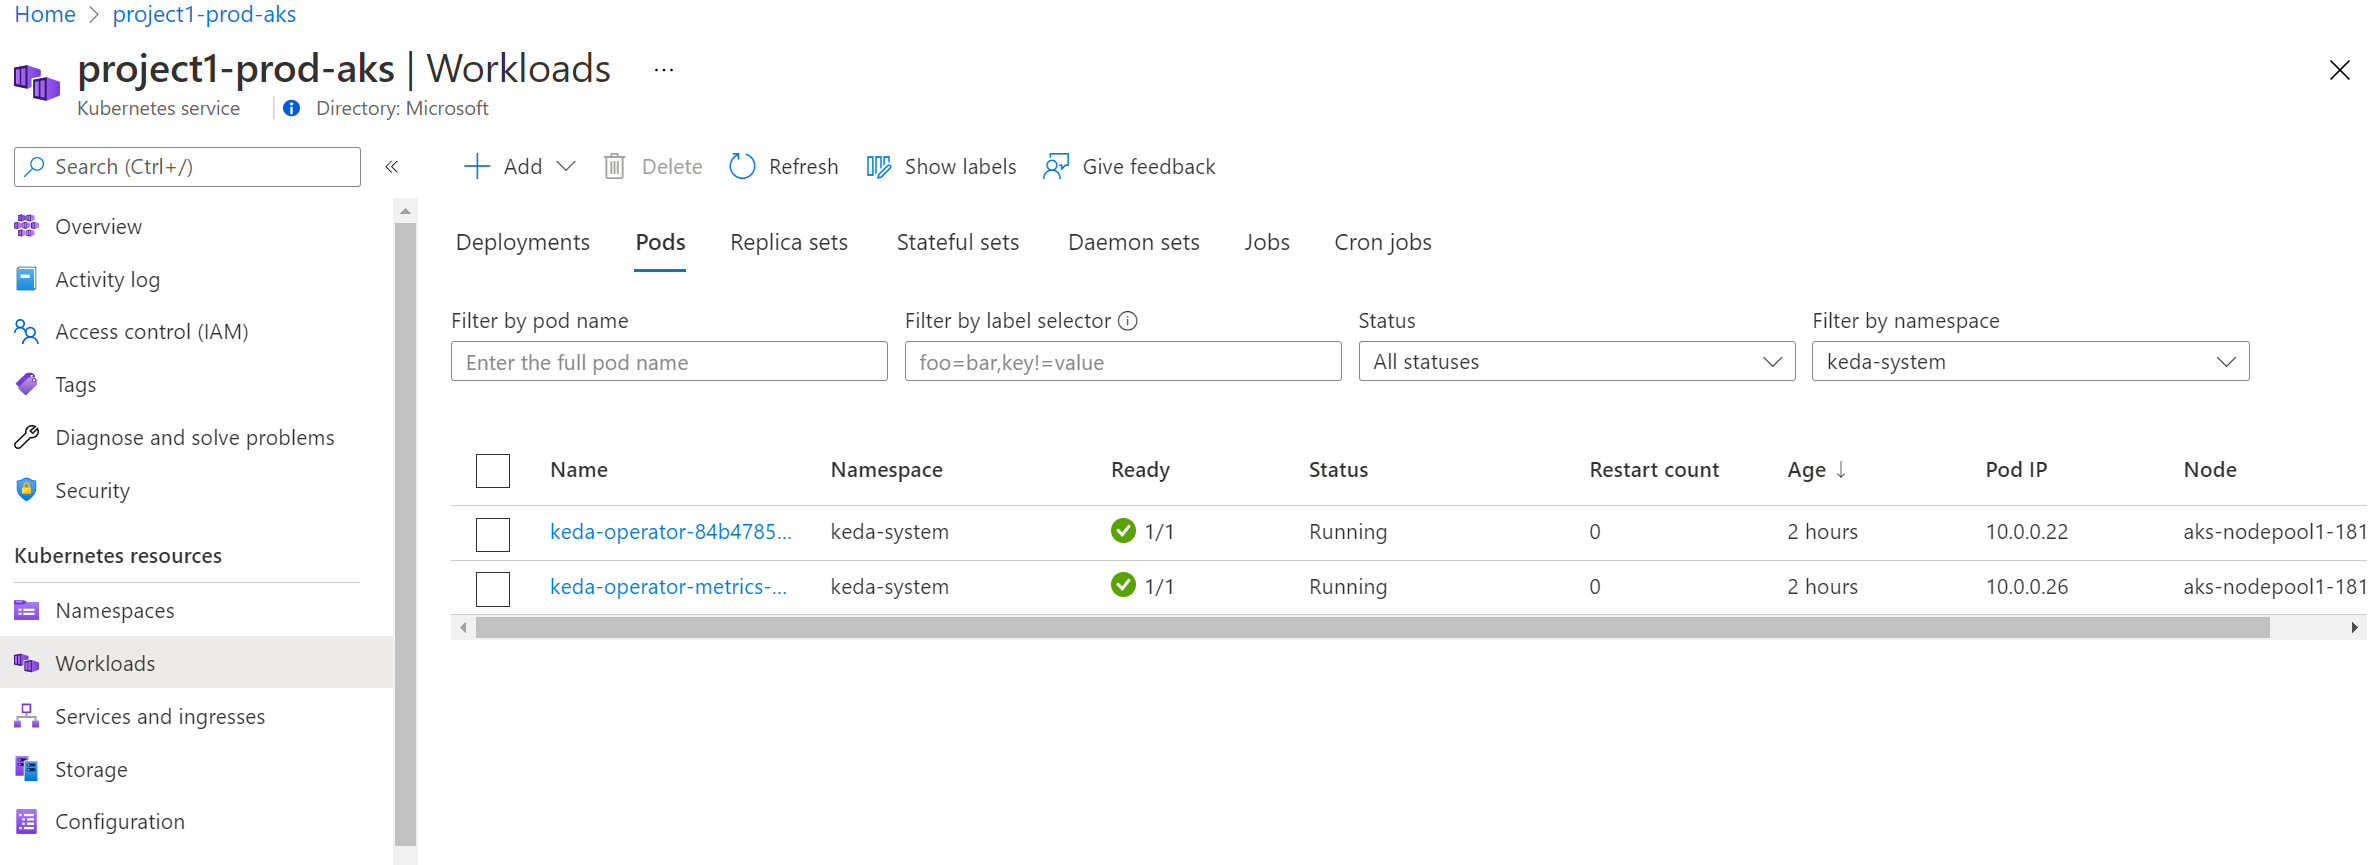 Home > project1-prod-aks
project1-prod-aks | Workloads ...
Kubernetes service Directory: Microsoft
Search (Ctrl+/) «
Add Delete Refresh Show labels Give feedback
Overview
Activity log
Access control (IAM)
Tags
Diagnose and solve problems
Security
Kubernetes resources
Namespaces
Workloads
Services and ingresses
Storage
Configuration
Deployments Pods Replica sets Stateful sets Daemon sets Jobs Cron jobs
Filter by pod name Filter by label selector Status Filter by namespace
Enter the full pod name foo=bar,key!=value All statuses keda-system
Name Namespace Ready Status Restart count Age ↓ Pod IP Node
keda-operator-84b4785... keda-system 1/1 Running 0 2 hours 10.0.0.22 aks-nodepool1-181
keda-operator-metrics-... keda-system 1/1 Running 0 2 hours 10.0.0.26 aks-nodepool1-181